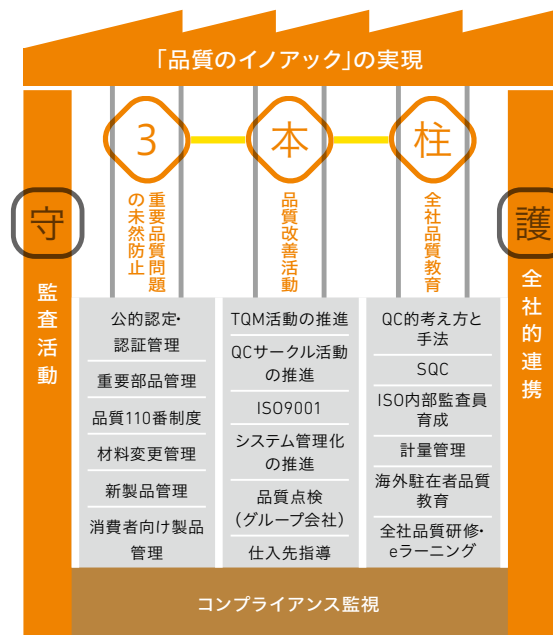 「品質のイノアック」の実現
守
監査活動
3
重要品質問題
の未然防止
公的認定・
認証管理
重要部品管理
品質110番制度
材料変更管理
新製品管理
消費者向け製品
管理
本
品質改善活動
TQM活動の推進
QCサークル活動
の推進
ISO9001
システム管理化
の推進
品質点検
(グループ会社)
仕入先指導
柱
全社品質教育
QC的考え方と
手法
SQC
ISO内部監査員
育成
計量管理
海外駐在者品質
教育
全社品質研修・
eラーニング
護
全社的連携
コンプライアンス監視